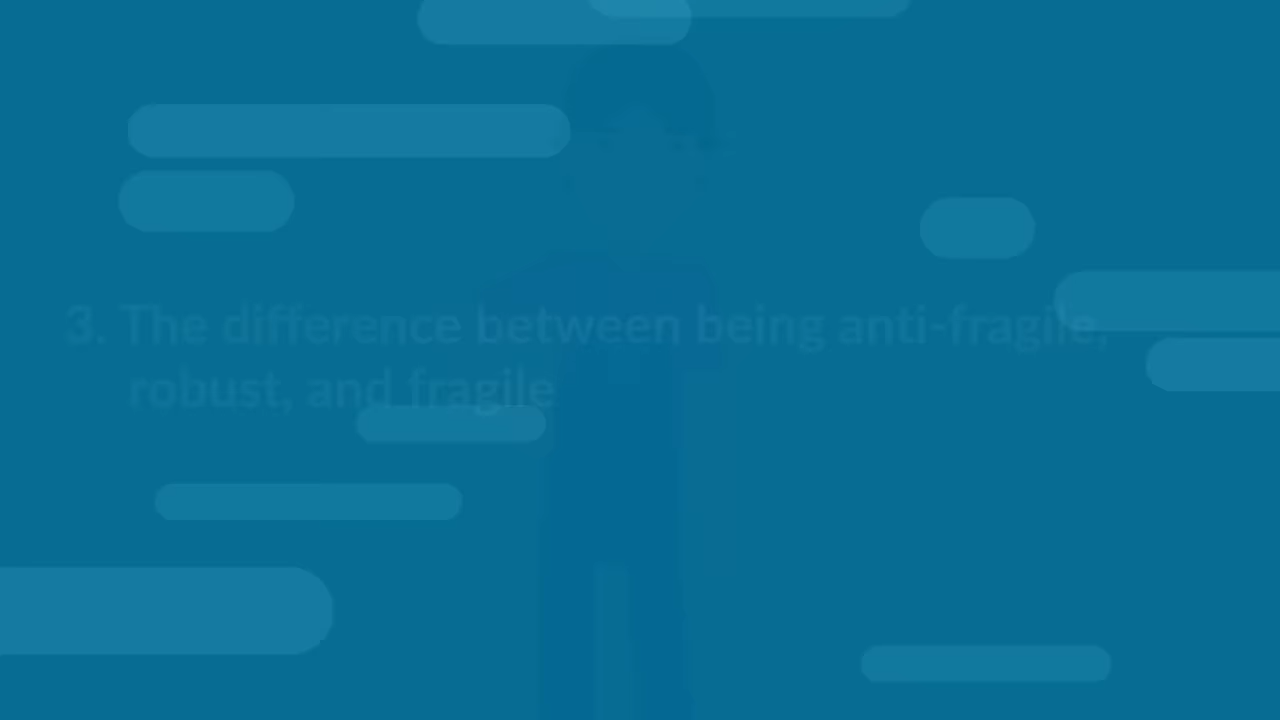 3. The difference between being anti-fragile,
robust, and fragile